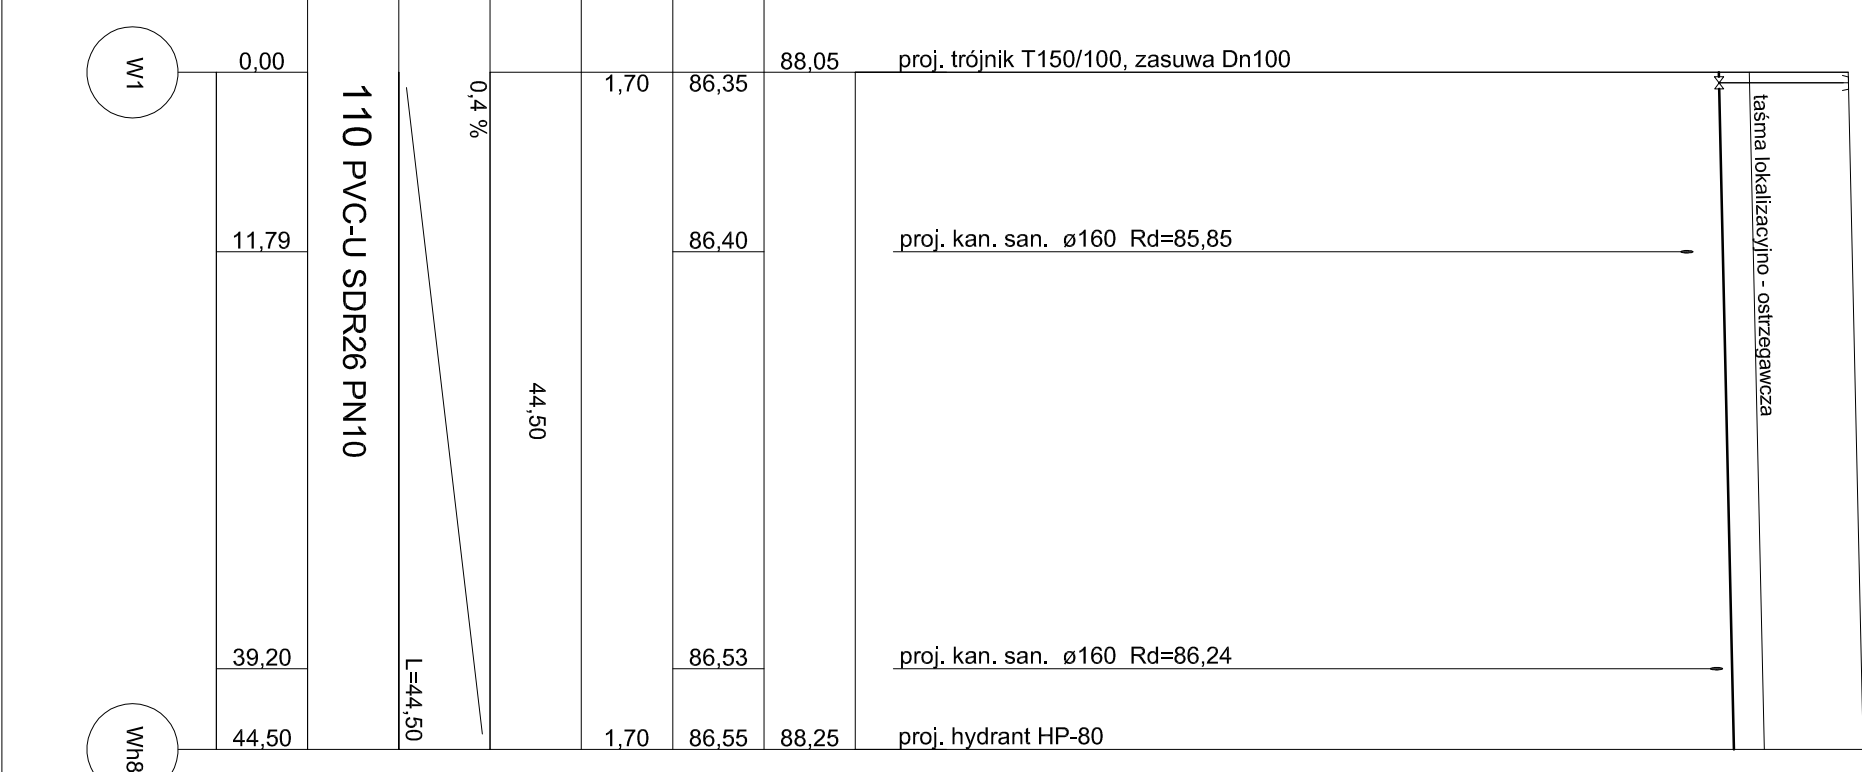 W1
0,00
88,05
proj. trójnik T150/100, zasuwa Dn100
1,70
86,35
0,4 %
110 PVC-U SDR26 PN10
taśma lokalizacyjno - ostrzegawcza
11,79
86,40
proj. kan. san. ø160 Rd=85,85
44,50
39,20
86,53
proj. kan. san. ø160 Rd=86,24
L=44,50
Wh8
44,50
1,70
86,55
88,25
proj. hydrant HP-80